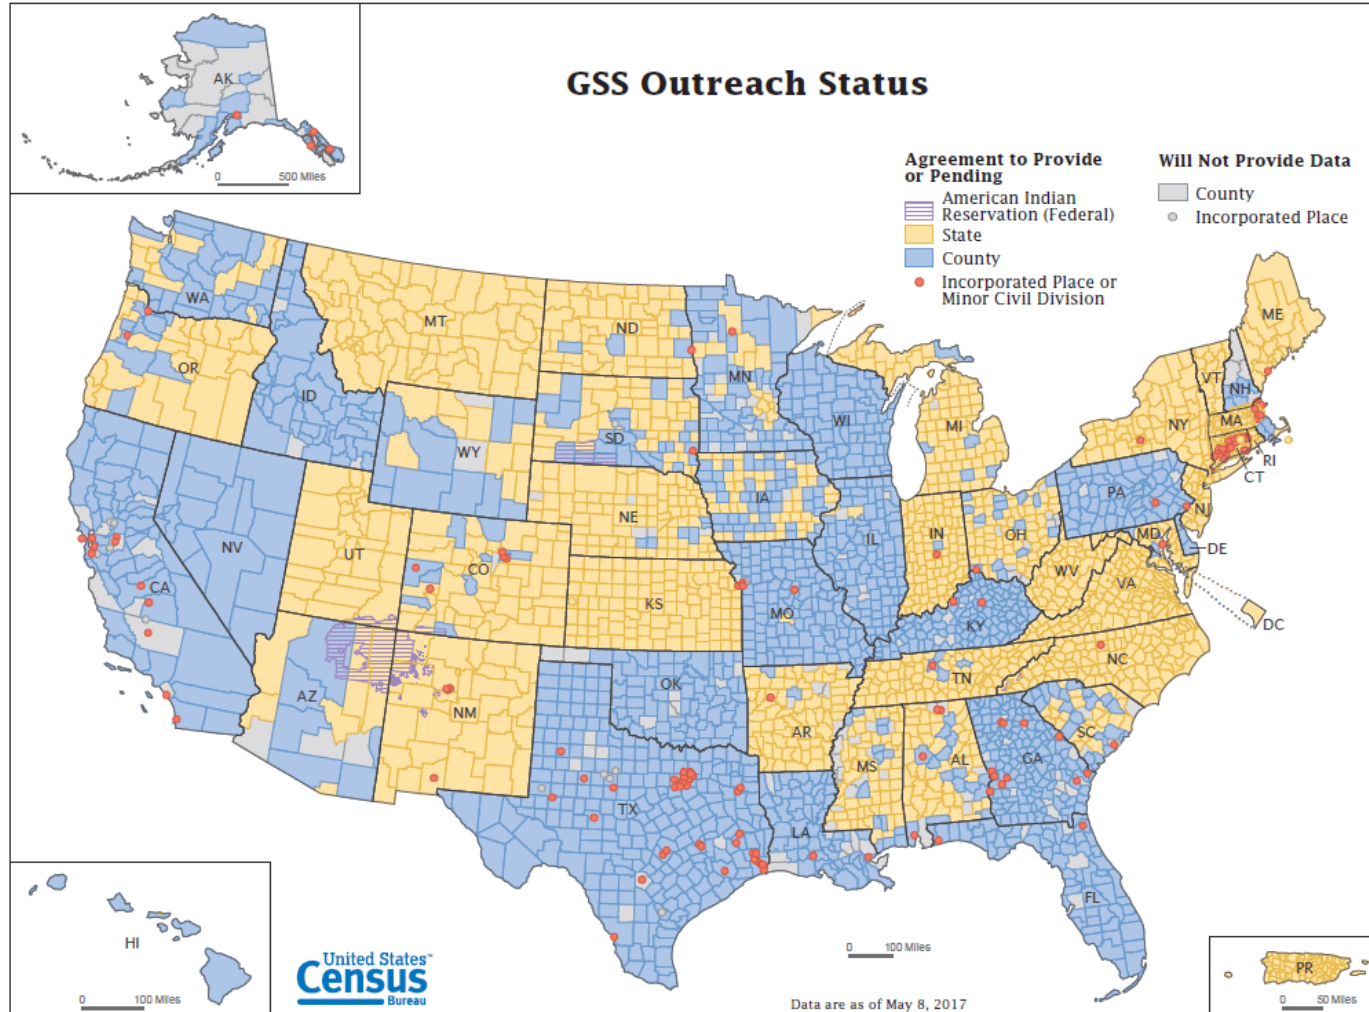 GSS Outreach Status
AK
0 500 Miles
Agreement to Provide
or Pending
American Indian
Reservation (Federal)
State
County
Incorporated Place or
Minor Civil Division
Will Not Provide Data
County
Incorporated Place
WA
MT
ND
MN
ME
OR
ID
WY
SD
WI
MI
VT
NH
NY
MA
RI
CT
NV
UT
CO
NE
IA
IL
IN
OH
PA
NJ
MD
DE
CA
KS
MO
KY
WV
VA
DC
AZ
NM
OK
AR
TN
NC
SC
TX
LA
MS
AL
GA
FL
HI
0 100 Miles
United States™
Census
Bureau
0 100 Miles
Data are as of May 8, 2017
PR
0 50 Miles